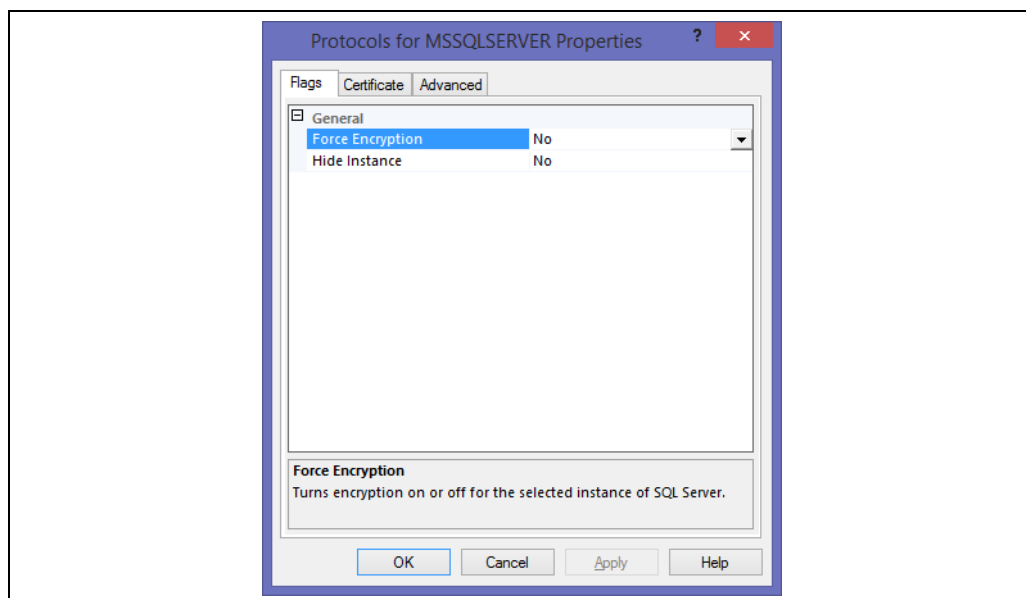 Protocols for MSSQLSERVER Properties ? ×
Flags Certificate Advanced
General
Force Encryption No
Hide Instance No
Force Encryption
Turns encryption on or off for the selected instance of SQL Server.
OK Cancel Apply Help